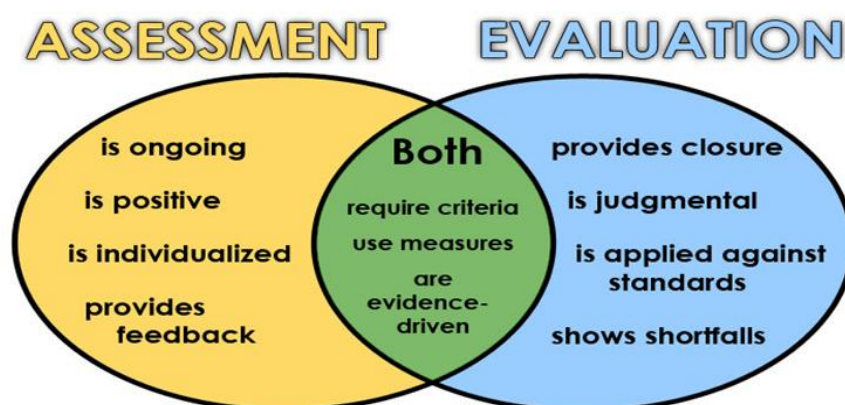 ASSESSMENT
EVALUATION
is ongoing
is positive
is individualized
provides
feedback
Both
require criteria
use measures
are
evidence-
driven
provides closure
is judgmental
is applied against
standards
shows shortfalls